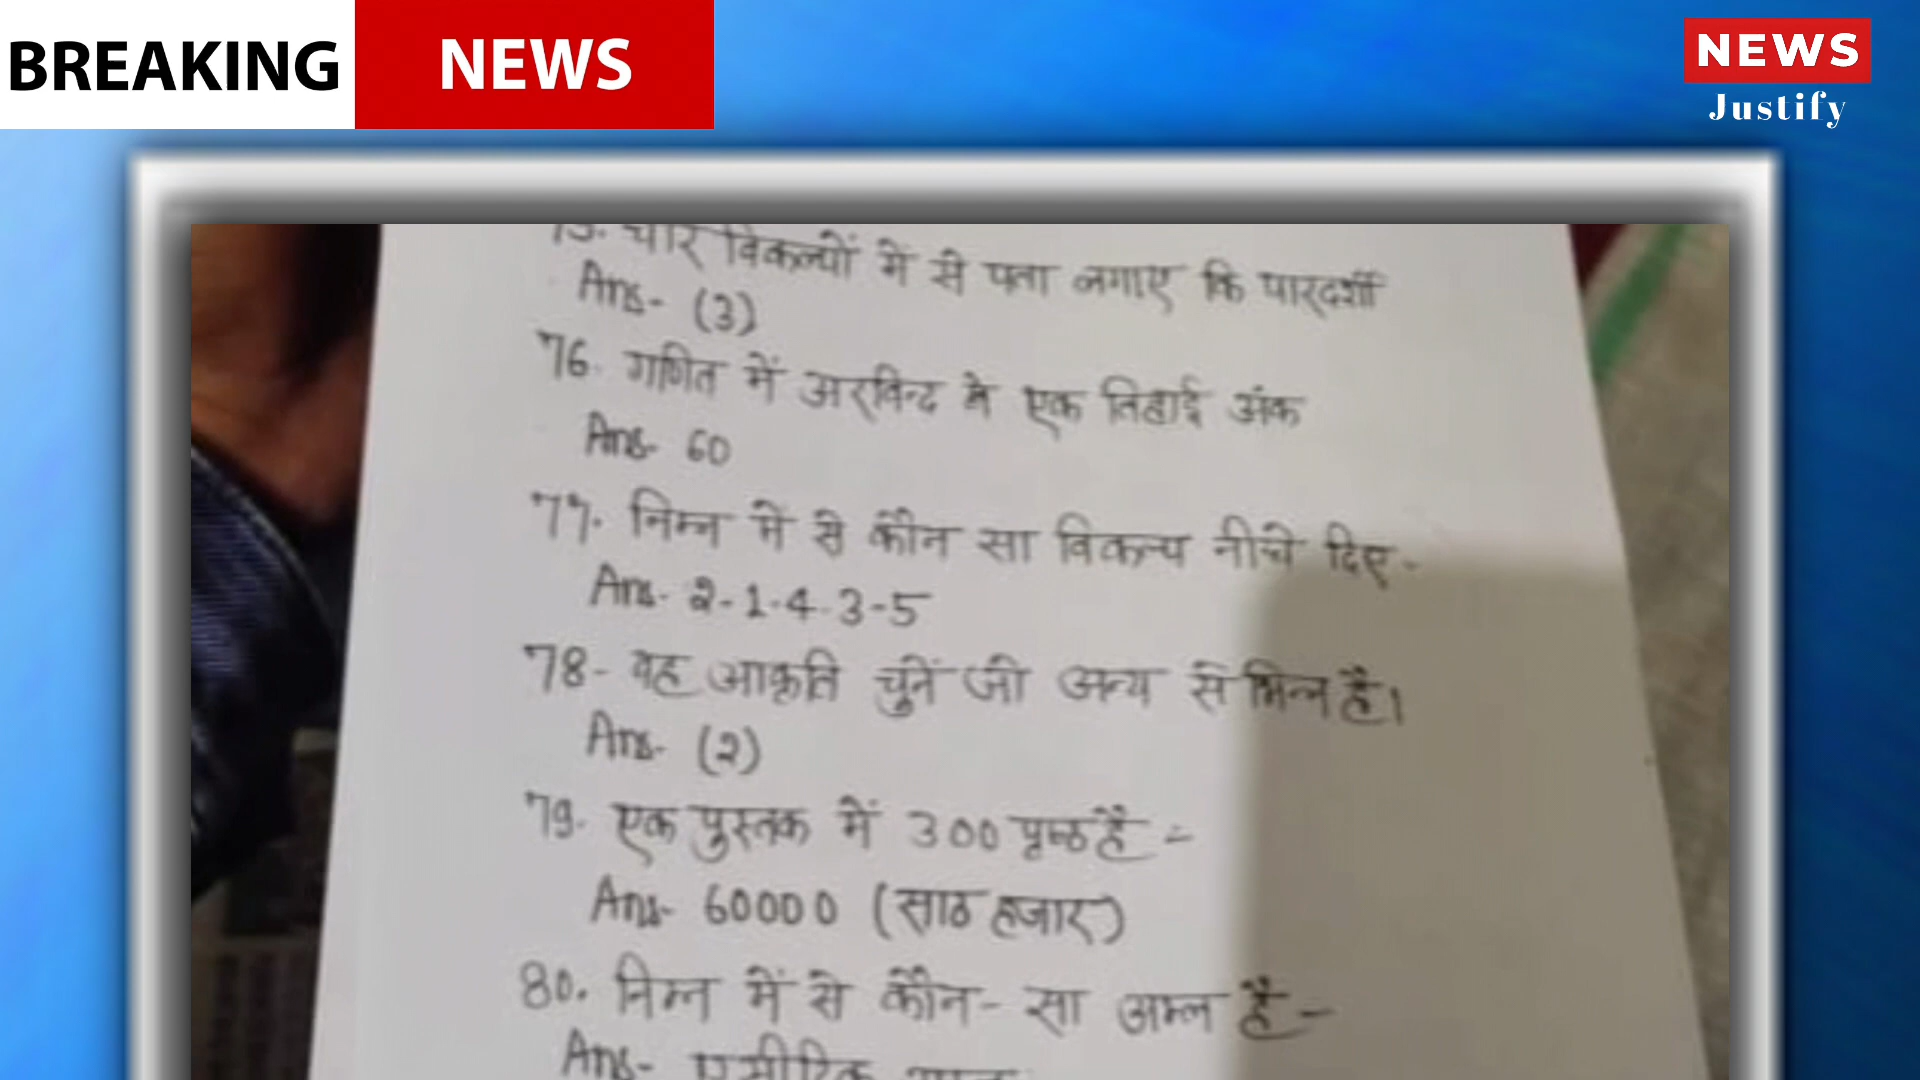 BREAKING NEWS
NEWS
Justify
75. चार विकल्पों में से पता लगाए कि पारदर्शी
Ans- (3)
76. गणित में अरविन्द ने एक तिहाई अंक
Ans- 60
77. निम्न में से कौन सा विकल्प नीचे दिए-
Ans- 2-1-4-3-5
78- वह आकृति चुनें जो अन्य से भिन्न है।
Ans- (2)
79. एक पुस्तक में 300 पृष्ठ है -
Ans- 60000 (साठ हजार)
80. निम्न में से कौन-सा अम्ल है -
Ans-